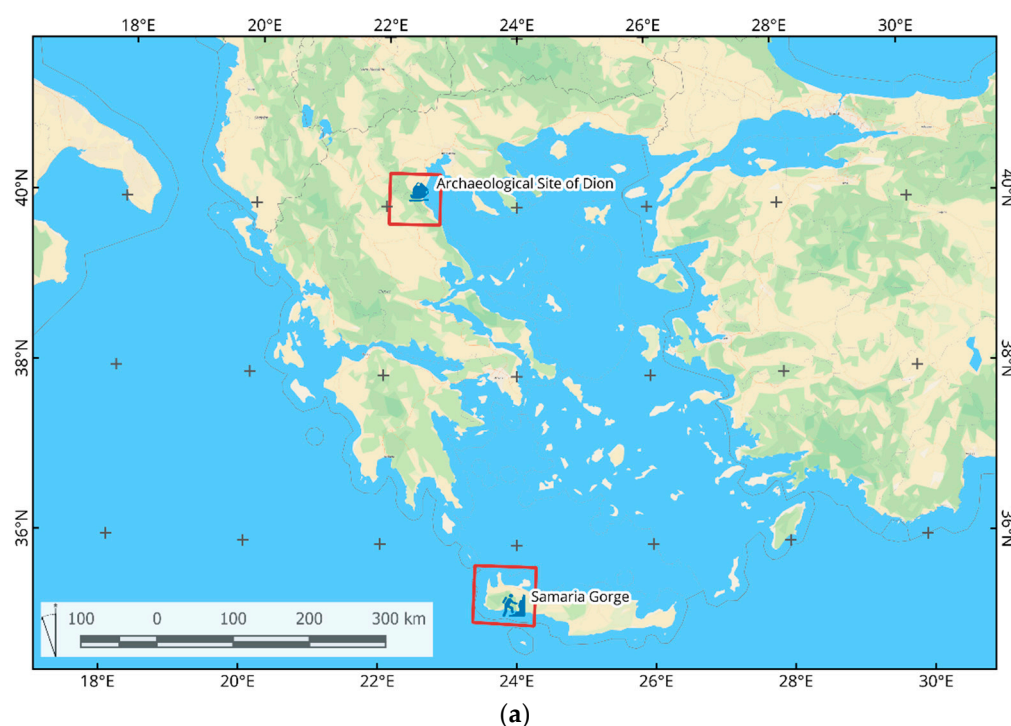 18°E 20°E 22°E 24°E 26°E 28°E 30°E
40°N 40°N
Archaeological Site of Dion
38°N 38°N
36°N 36°N
Samaria Gorge
100 0 100 200 300 km
18°E 20°E 22°E 24°E 26°E 28°E 30°E
(a)